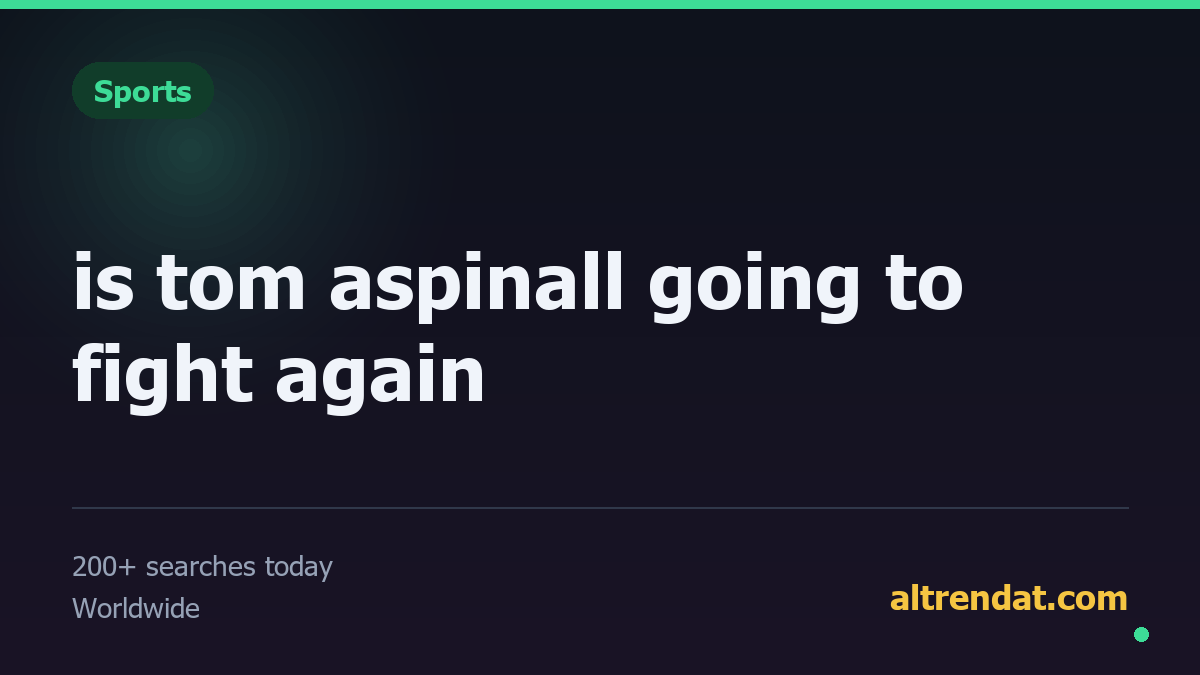 Sports
is tom aspinall going to
fight again
200+ searches today
Worldwide
altrendat.com